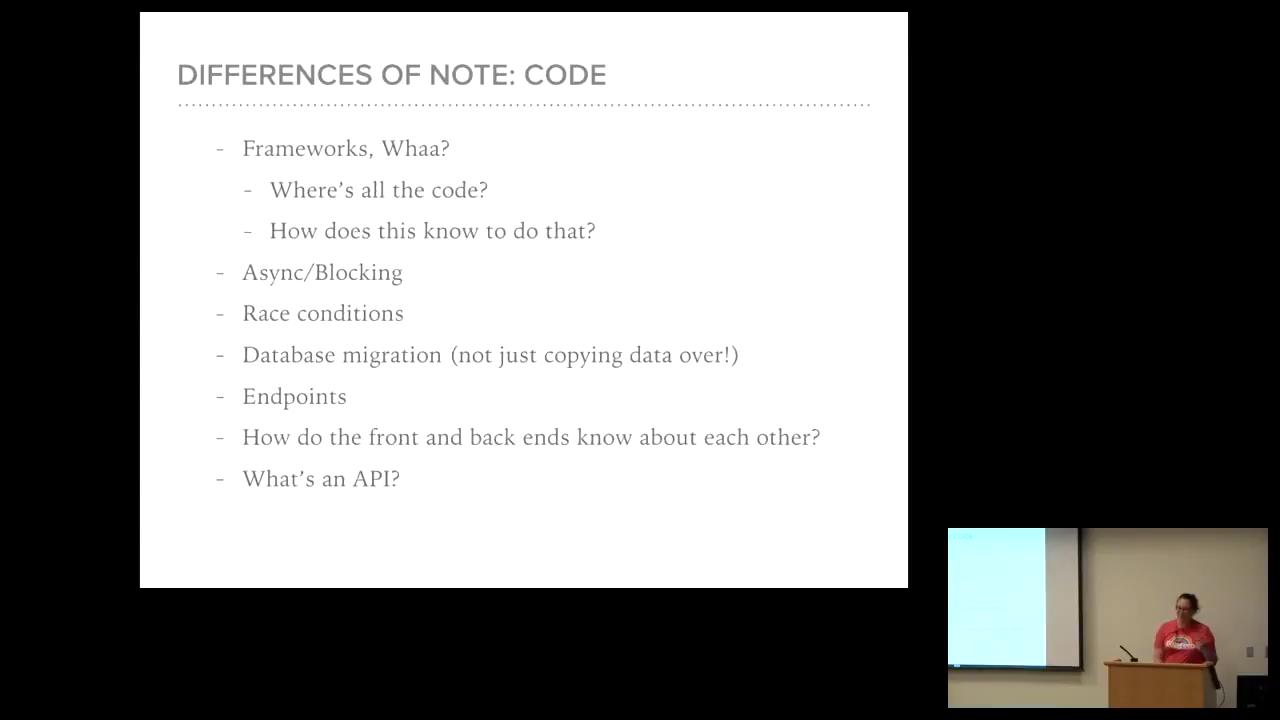 DIFFERENCES OF NOTE: CODE
- Frameworks, Whaa?
- Where's all the code?
- How does this know to do that?
- Async/Blocking
- Race conditions
- Database migration (not just copying data over!)
- Endpoints
- How do the front and back ends know about each other?
- What's an API?